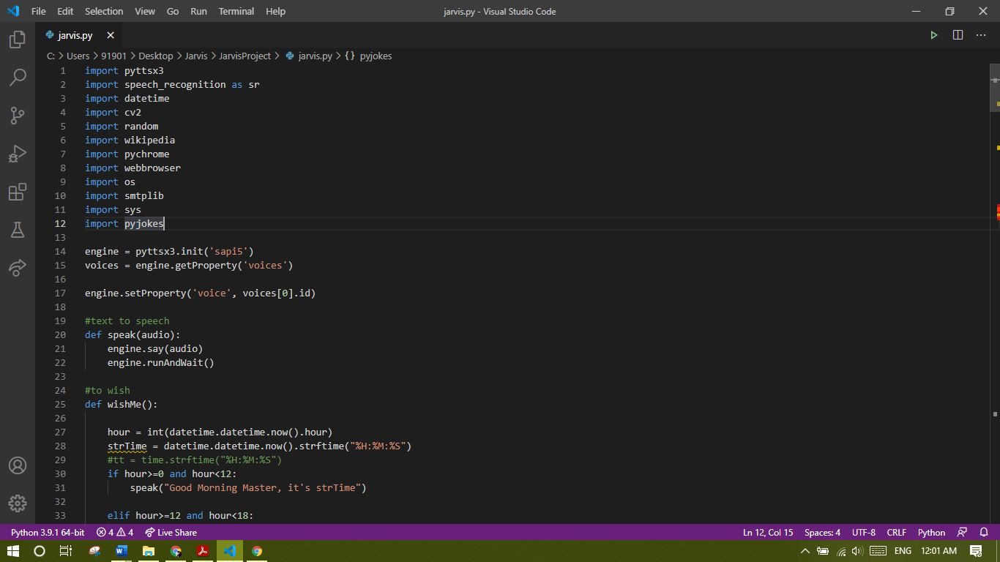 File Edit Selection View Go Run Terminal Help jarvis.py - Visual Studio Code
jarvis.py
C: > Users > 91901 > Desktop > Jarvis > JarvisProject > jarvis.py > {} pyjokes
1 import pyttsx3
2 import speech_recognition as sr
3 import datetime
4 import cv2
5 import random
6 import wikipedia
7 import pychrome
8 import webbrowser
9 import os
10 import smtplib
11 import sys
12 import pyjokes
13
14 engine = pyttsx3.init('sapi5')
15 voices = engine.getProperty('voices')
16
17 engine.setProperty('voice', voices[0].id)
18
19 #text to speech
20 def speak(audio):
21     engine.say(audio)
22     engine.runAndWait()
23
24 #to wish
25 def wishMe():
26
27     hour = int(datetime.datetime.now().hour)
28     strTime = datetime.datetime.now().strftime("%H:%M:%S")
29     #tt = time.strftime("%H:%M:%S")
30     if hour>=0 and hour<12:
31         speak("Good Morning Master, it's strTime")
32
33     elif hour>=12 and hour<18:
Python 3.9.1 64-bit 4 4 Live Share Ln 12, Col 15 Spaces: 4 UTF-8 CRLF Python
ENG 12:01 AM